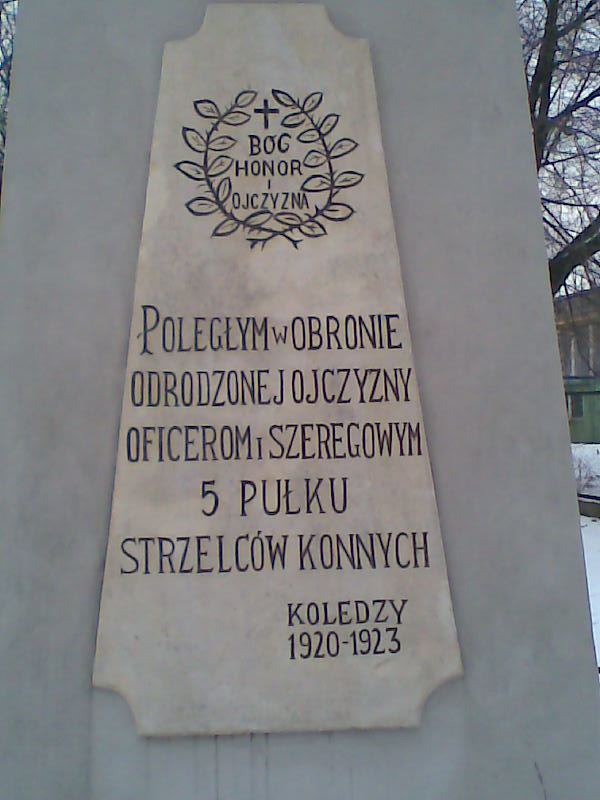 BÓG
HONOR
i
OJCZYZNA
POLEGŁYM W OBRONIE
ODRODZONEJ OJCZYZNY
OFICEROM I SZEREGOWYM
5 PUŁKU
STRZELCÓW KONNYCH
KOLEDZY
1920-1923